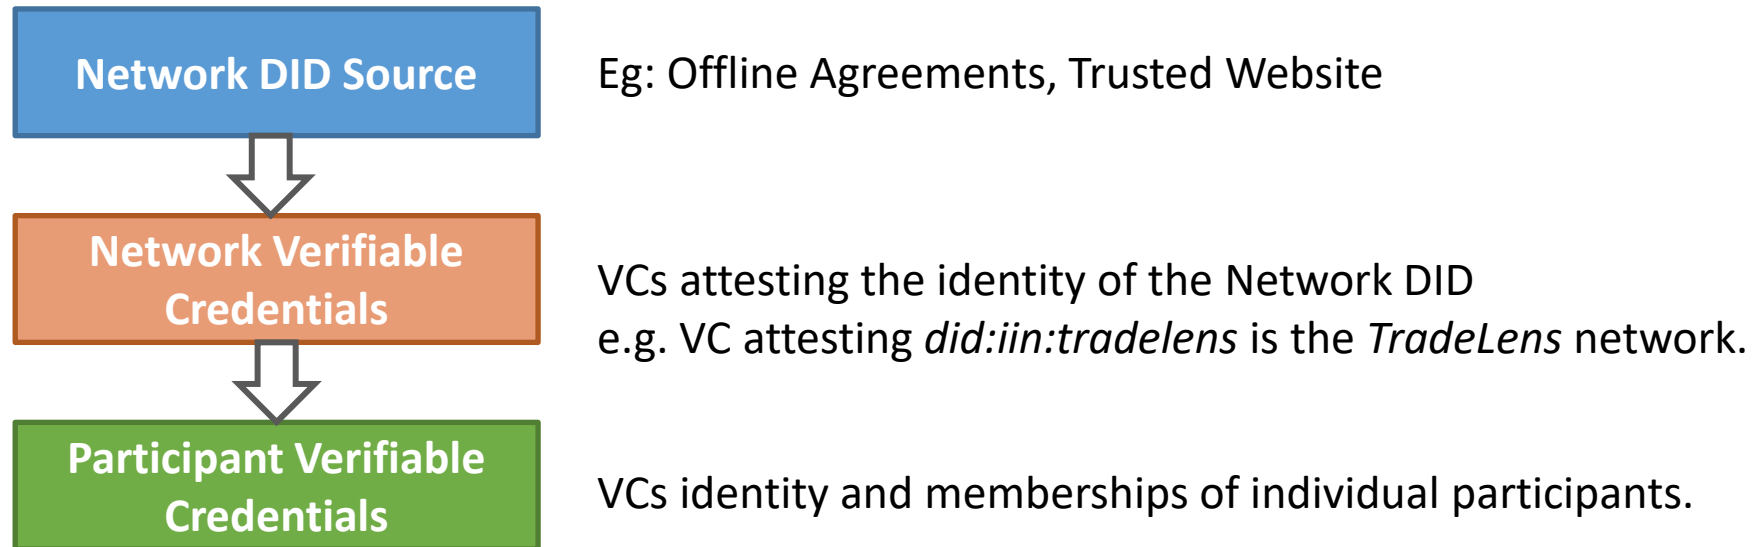 Network DID Source
Eg: Offline Agreements, Trusted Website
Network Verifiable
Credentials
VCs attesting the identity of the Network DID
e.g. VC attesting did:iin:tradelens is the TradeLens network.
Participant Verifiable
Credentials
VCs identity and memberships of individual participants.